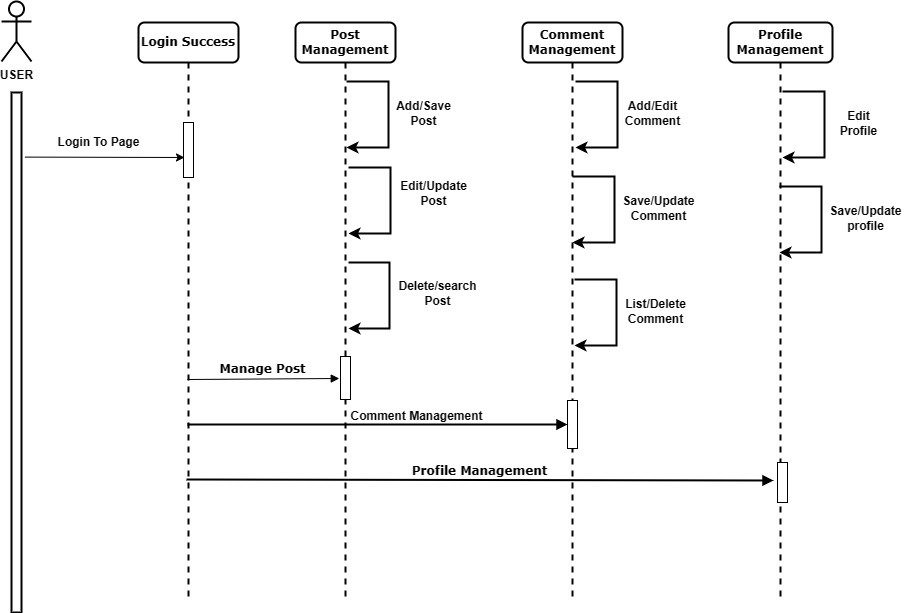 USER
Login Success
Post
Management
Comment
Management
Profile
Management
Login To Page
Add/Save
Post
Add/Edit
Comment
Edit
Profile
Edit/Update
Post
Save/Update
Comment
Save/Update
profile
Delete/search
Post
List/Delete
Comment
Manage Post
Comment Management
Profile Management